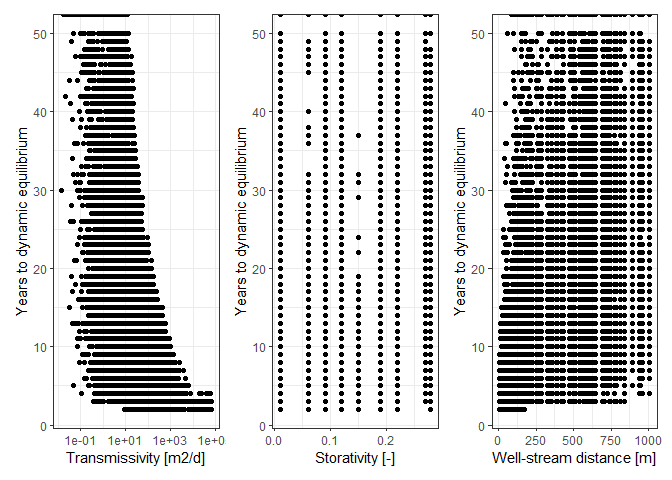 50
40
30
20
10
0
Years to dynamic equilibrium
1e-01 1e+01 1e+03 1e+0
Transmissivity [m2/d]
50
40
30
20
10
0
Years to dynamic equilibrium
0.0 0.1 0.2
Storativity [-]
50
40
30
20
10
0
Years to dynamic equilibrium
0 250 500 750 1000
Well-stream distance [m]